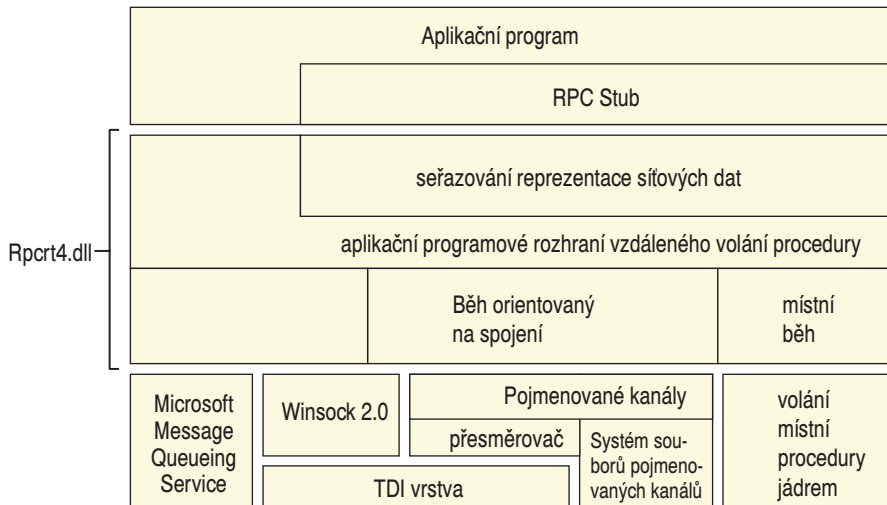 Aplikační program
RPC Stub
seřazování reprezentace síťových dat
Rpcrt4.dll
aplikační programové rozhraní vzdáleného volání procedury
Běh orientovaný
na spojení
místní
běh
Microsoft
Message
Queueing
Service
Winsock 2.0
Pojmenované kanály
přesměrovač
Systém sou-
borů pojmeno-
vaných kanálů
TDI vrstva
volání
místní
procedury
jádrem